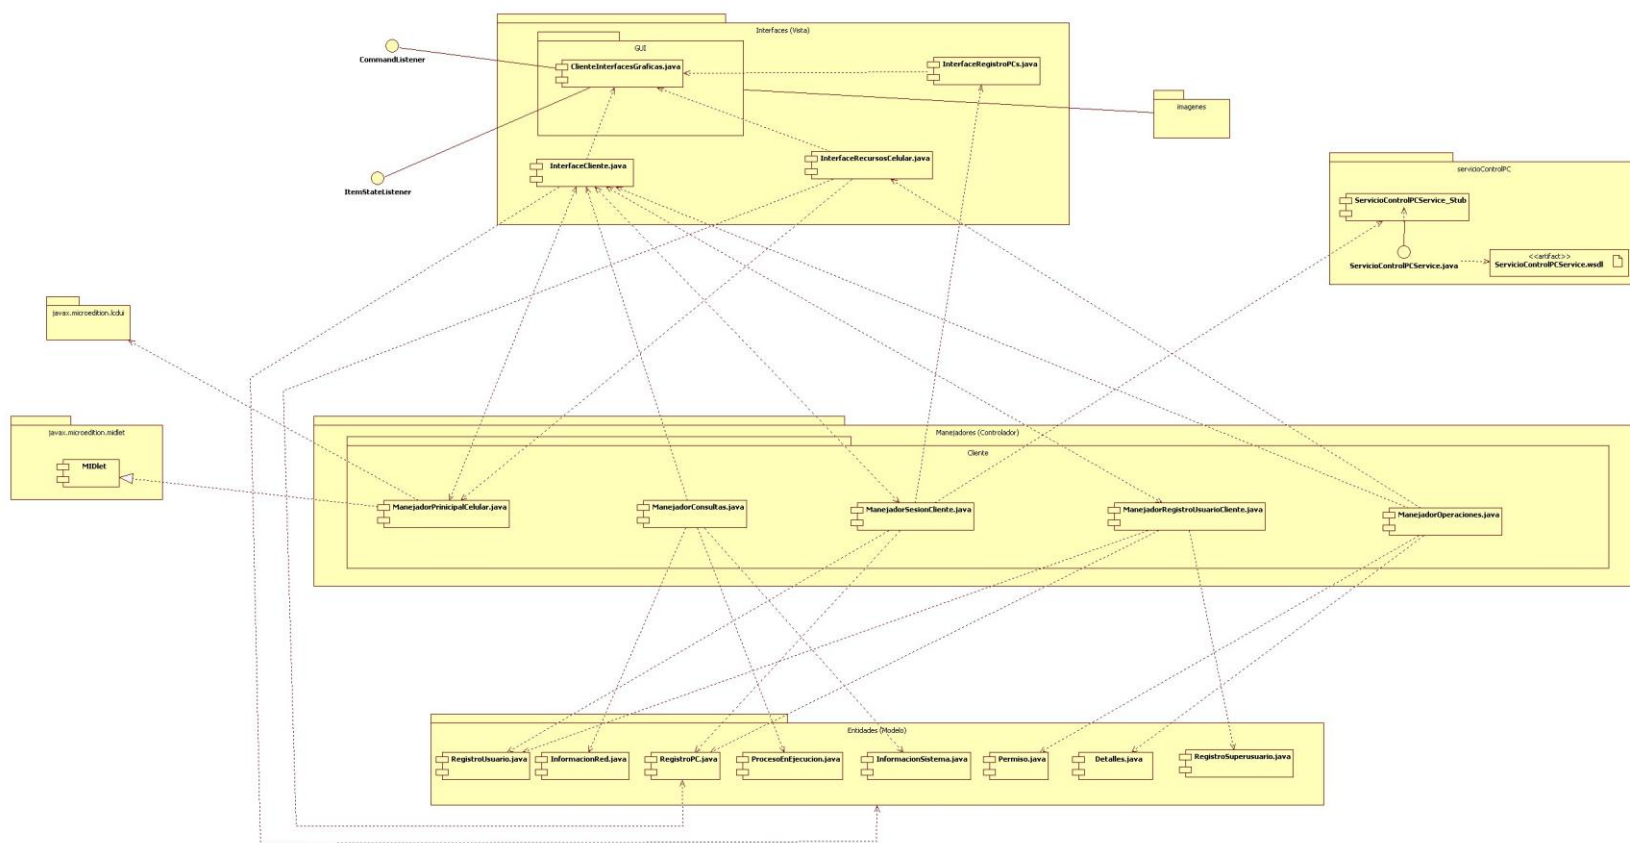 Interfaces (Vista)
GUI
CommandListener
ClienteInterfacesGraficas.java
InterfaceRegistroPCs.java
imagenes
InterfaceCliente.java
InterfaceRecursosCelular.java
ItemStateListener
servicioControlPC
ServicioControlPCService_Stub
ServicioControlPCService.java
<<artifact>>
ServicioControlPCService.wsdl
javax.microedition.lcdui
javax.microedition.midlet
MIDlet
Manejadores (Controlador)
Cliente
ManejadorPrinicipalCelular.java
ManejadorConsultas.java
ManejadorSesionCliente.java
ManejadorRegistroUsuarioCliente.java
ManejadorOperaciones.java
Entidades (Modelo)
RegistroUsuario.java
InformacionRed.java
RegistroPC.java
ProcesoEnEjecucion.java
InformacionSistema.java
Permiso.java
Detalles.java
RegistroSuperusuario.java